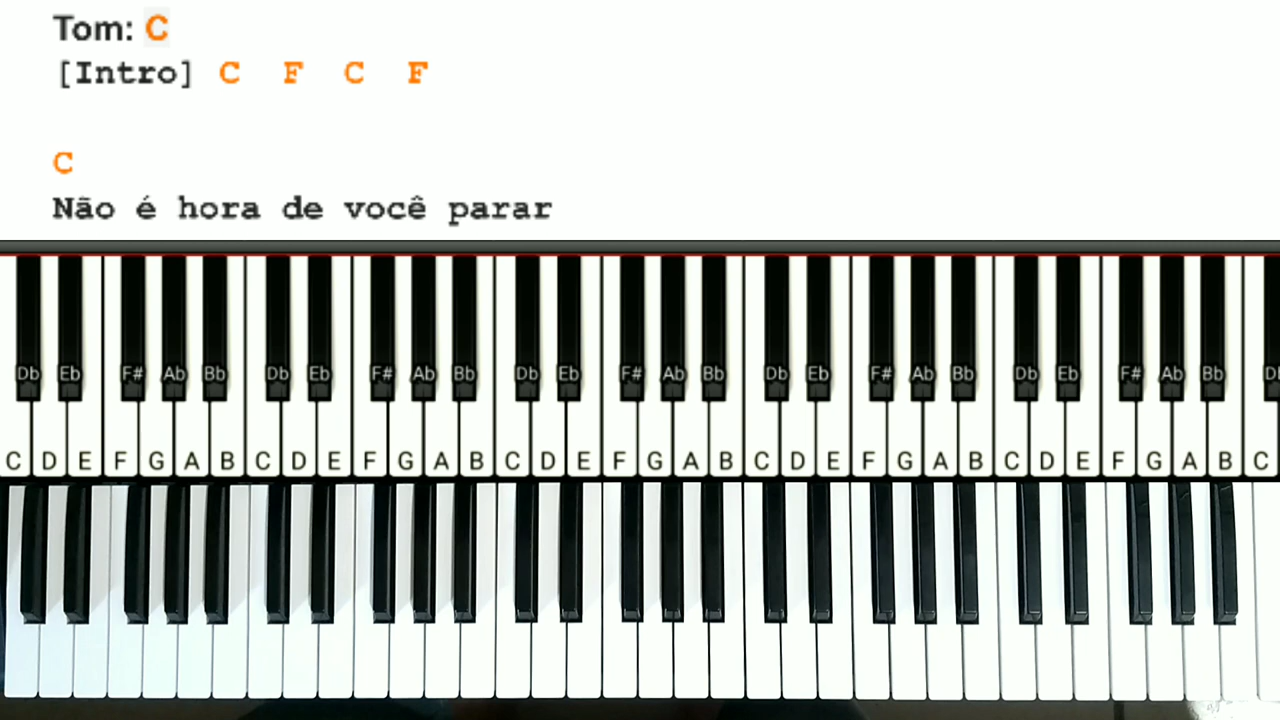 Tom: C
[Intro] C F C F
C
Não é hora de você parar
Db Eb F# Ab Bb Db Eb F# Ab Bb Db Eb F# Ab Bb Db Eb F# Ab Bb Db Eb F# Ab Bb D
C D E F G A B C D E F G A B C D E F G A B C D E F G A B C D E F G A B C